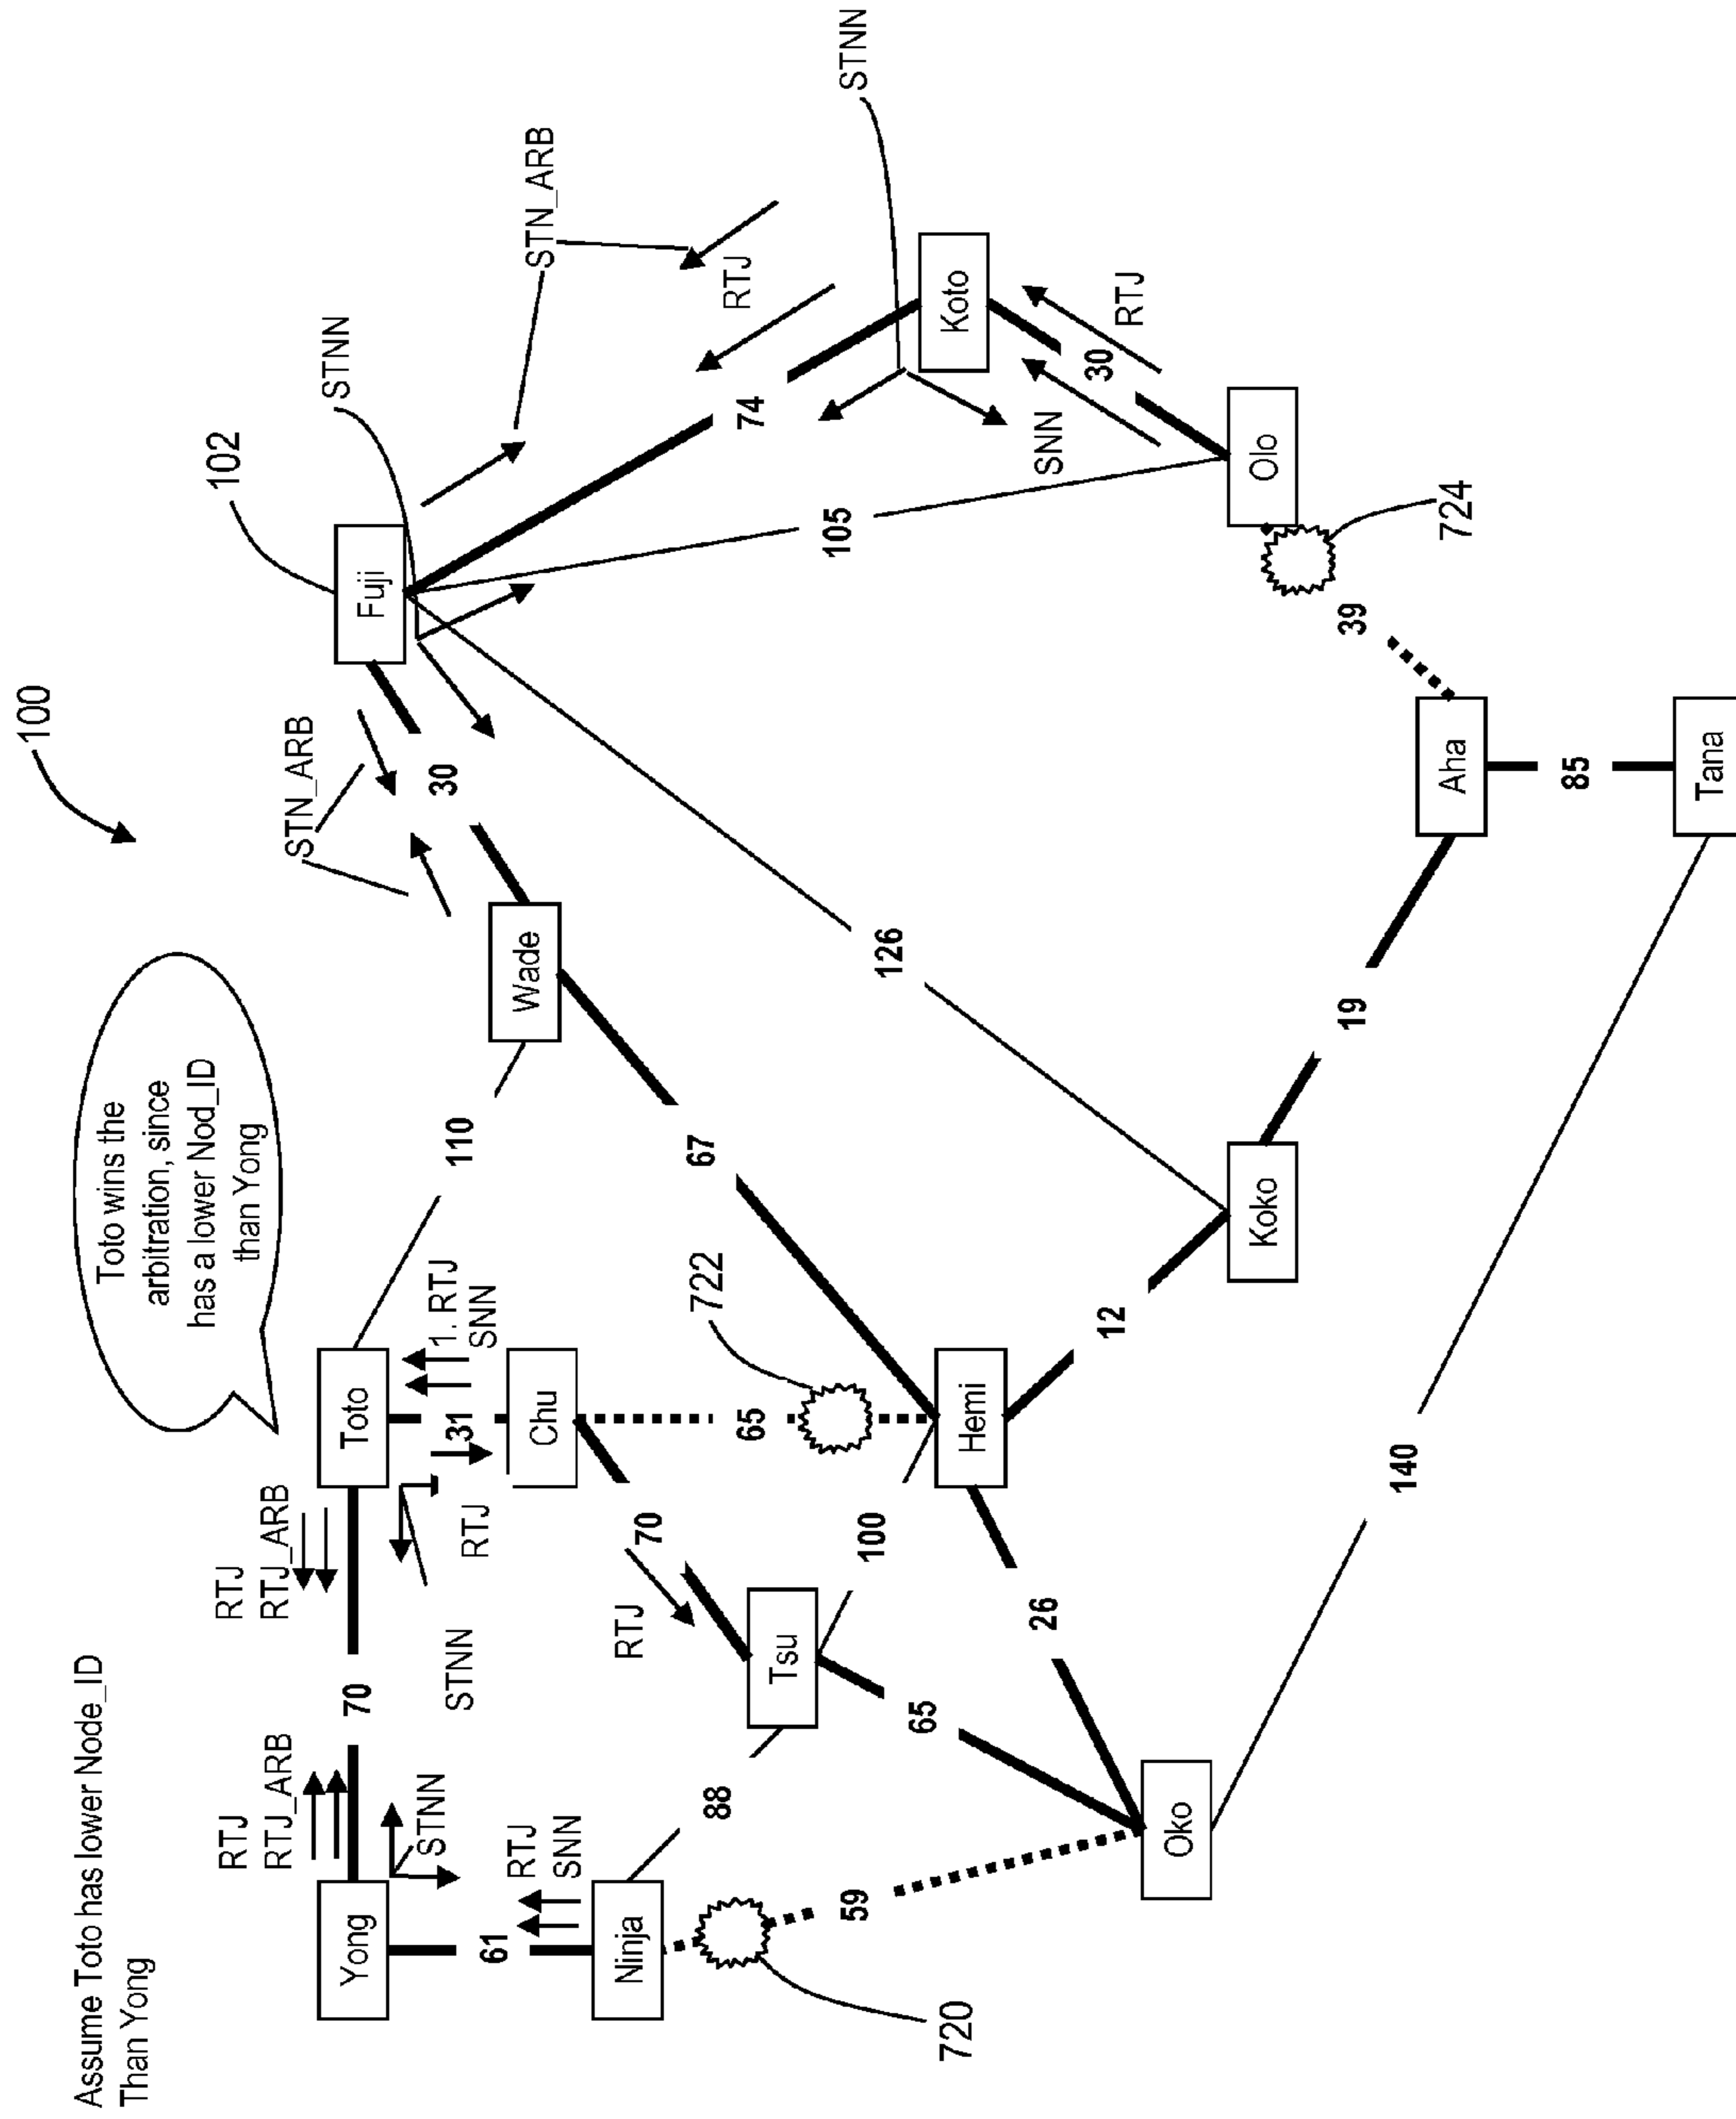 Assume Toto has lower Node_ID
Than Yong
Toto wins the
arbitration, since
has a lower Nod_ID
than Yong
100
102
STNN
STN_ARB
STNN
STN_ARB
RTJ
RTJ_ARB
RTJ
RTJ_ARB
Yong
70
Toto
110
Wade
30
Fuji
STNN
STNN
RTJ
1. RTJ
SNN
31
61
RTJ
SNN
Ninja
Chu
RTJ
70
65
722
67
74
RTJ
88
Tsu
100
126
105
Koto
720
59
65
Hemi
26
12
SNN
30
RTJ
Oko
Koko
Olo
140
19
39
724
Aha
85
Tana